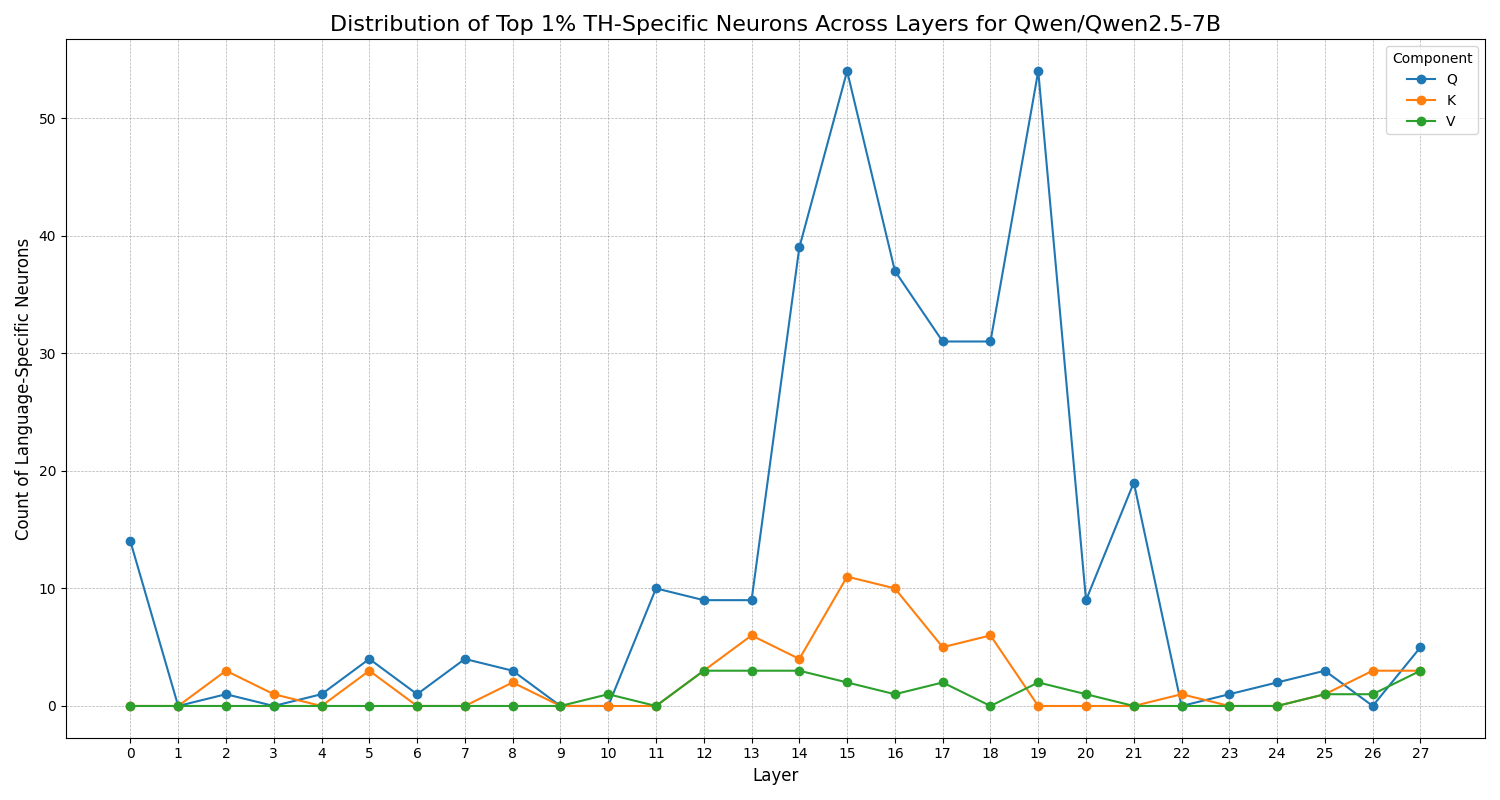 Distribution of Top 1% TH-Specific Neurons Across Layers for Qwen/Qwen2.5-7B
Component
Q
K
V
Count of Language-Specific Neurons
50
40
30
20
10
0
0 1 2 3 4 5 6 7 8 9 10 11 12 13 14 15 16 17 18 19 20 21 22 23 24 25 26 27
Layer